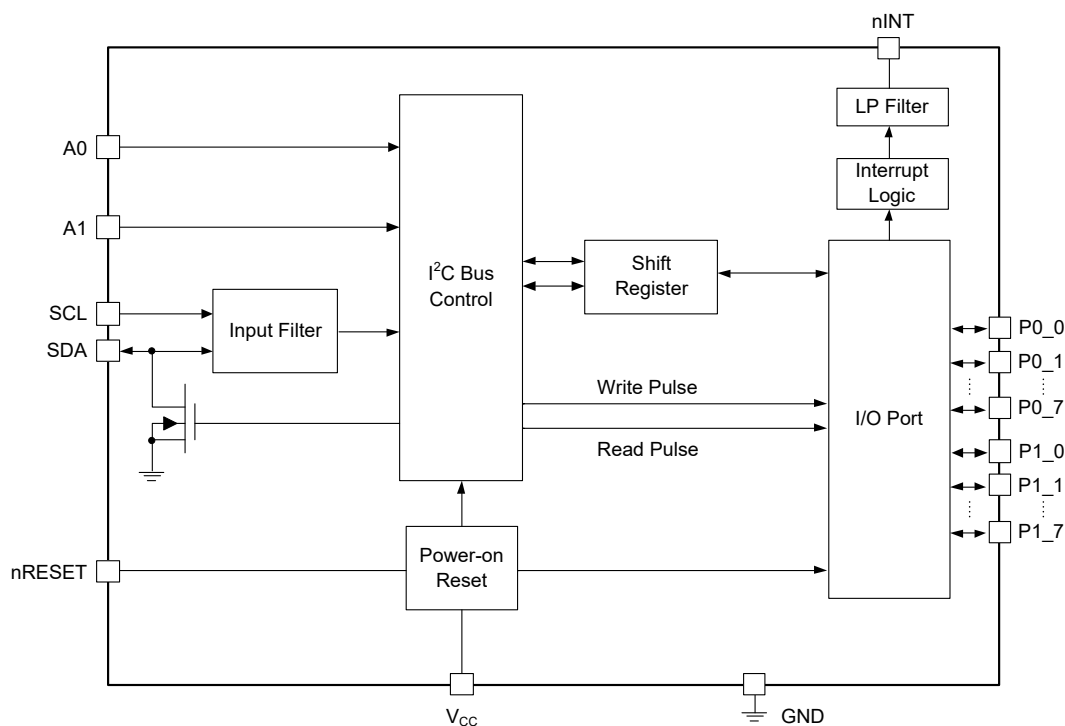 nINT
LP Filter
Interrupt
Logic
A0
A1
SCL
SDA
Input Filter
I²C Bus
Control
Shift
Register
Write Pulse
Read Pulse
I/O Port
P0_0
P0_1
P0_7
P1_0
P1_1
P1_7
nRESET
Power-on
Reset
VCC
GND